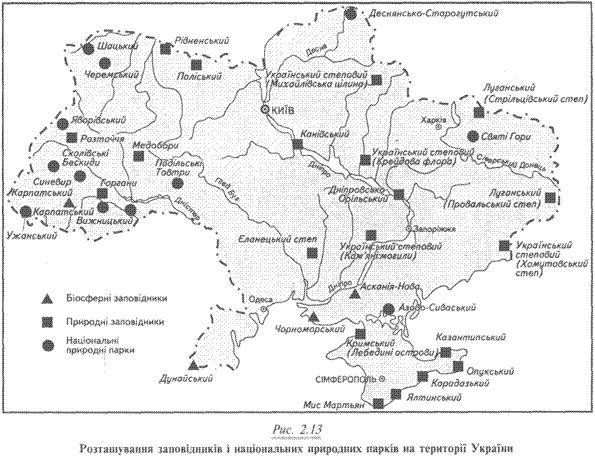 Деснянсько-Старогутський
Шацький
Рівненський
Десна
Черемський
Поліський
Український степовий
(Михайлівська цілина)
Луганський
(Стрільцівський степ)
КИЇВ
Яворівський
Харків
Розточчя
Канівський
Святі Гори
Сколівські
Бескиди
Медобори
Український степовий
(Крейдова флора)
Подільські
Товтри
Дніпро
Сіверський Донець
Синевир
Горгани
Півд. Буг
Карпатський
Дністер
Дніпровсько-
Орільський
Луганський
(Провальський степ)
Карпатський
Вижницький
Запоріжжя
Ужанський
Єланецький степ
Український степовий
(Кам'яні могили)
Український
степовий
(Хомутовський
степ)
Дніпро
Асканія-Нова
Біосферні заповідники
Одеса
Азово-Сиваський
Природні заповідники
Чорноморський
Національні
природні парки
Кримський
(Лебедині острови)
Казантипський
Дунайський
СІМФЕРОПОЛЬ
Опукський
Карадазький
Ялтинський
Мис Мартьян
Рис. 2.13
Розташування заповідників і національних природних парків на території України